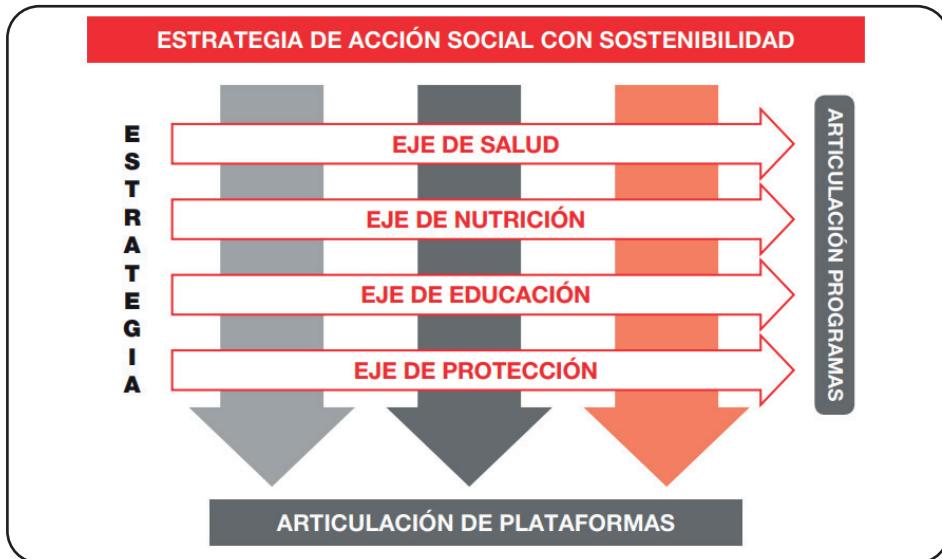 ESTRATEGIA DE ACCIÓN SOCIAL CON SOSTENIBILIDAD
ESTRATEGIA
EJE DE SALUD
EJE DE NUTRICIÓN
EJE DE EDUCACIÓN
EJE DE PROTECCIÓN
ARTICULACIÓN PROGRAMAS
ARTICULACIÓN DE PLATAFORMAS